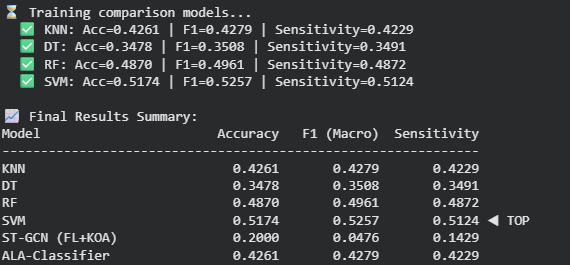 ⏳ Training comparison models...
✅ KNN: Acc=0.4261 | F1=0.4279 | Sensitivity=0.4229
✅ DT: Acc=0.3478 | F1=0.3508 | Sensitivity=0.3491
✅ RF: Acc=0.4870 | F1=0.4961 | Sensitivity=0.4872
✅ SVM: Acc=0.5174 | F1=0.5257 | Sensitivity=0.5124
📈 Final Results Summary:
Model Accuracy F1 (Macro) Sensitivity
------------------------------------------------------------
KNN 0.4261 0.4279 0.4229
DT 0.3478 0.3508 0.3491
RF 0.4870 0.4961 0.4872
SVM 0.5174 0.5257 0.5124 ◀ TOP
ST-GCN (FL+KOA) 0.2000 0.0476 0.1429
ALA-Classifier 0.4261 0.4279 0.4229